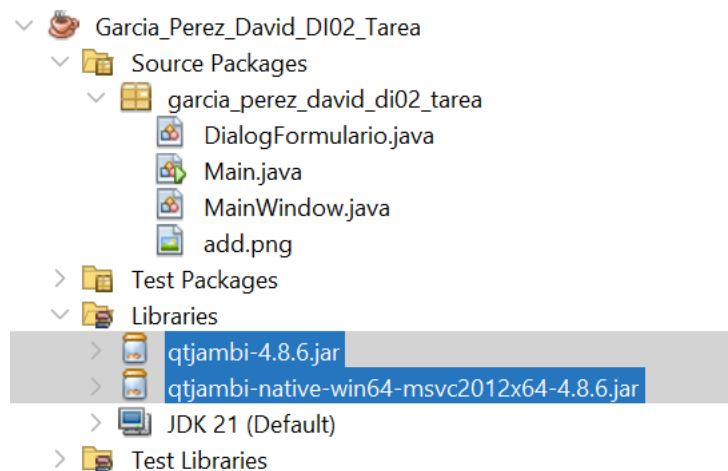 Garcia_Perez_David_DI02_Tarea
Source Packages
garcia_perez_david_di02_tarea
DialogFormulario.java
Main.java
MainWindow.java
add.png
Test Packages
Libraries
qtjambi-4.8.6.jar
qtjambi-native-win64-msvc2012x64-4.8.6.jar
JDK 21 (Default)
Test Libraries